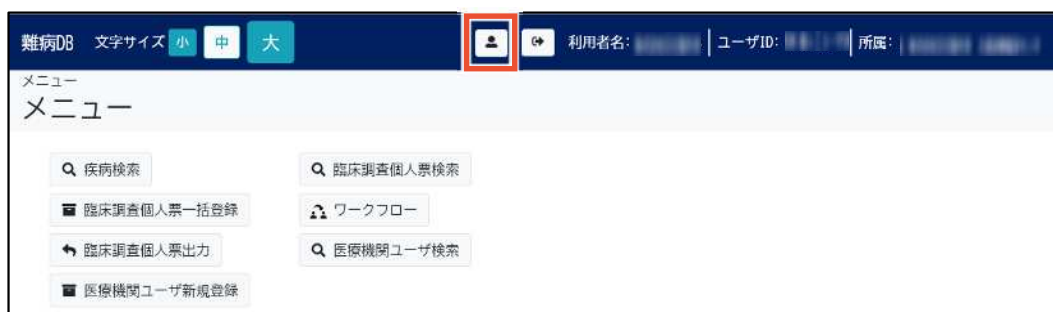 難病DB 文字サイズ 小 中 大 利用者名: ユーザID: 所属:
メニュー
メニュー
疾病検索 臨床調査個人票検索
臨床調査個人票一括登録 ワークフロー
臨床調査個人票出力 医療機関ユーザ検索
医療機関ユーザ新規登録